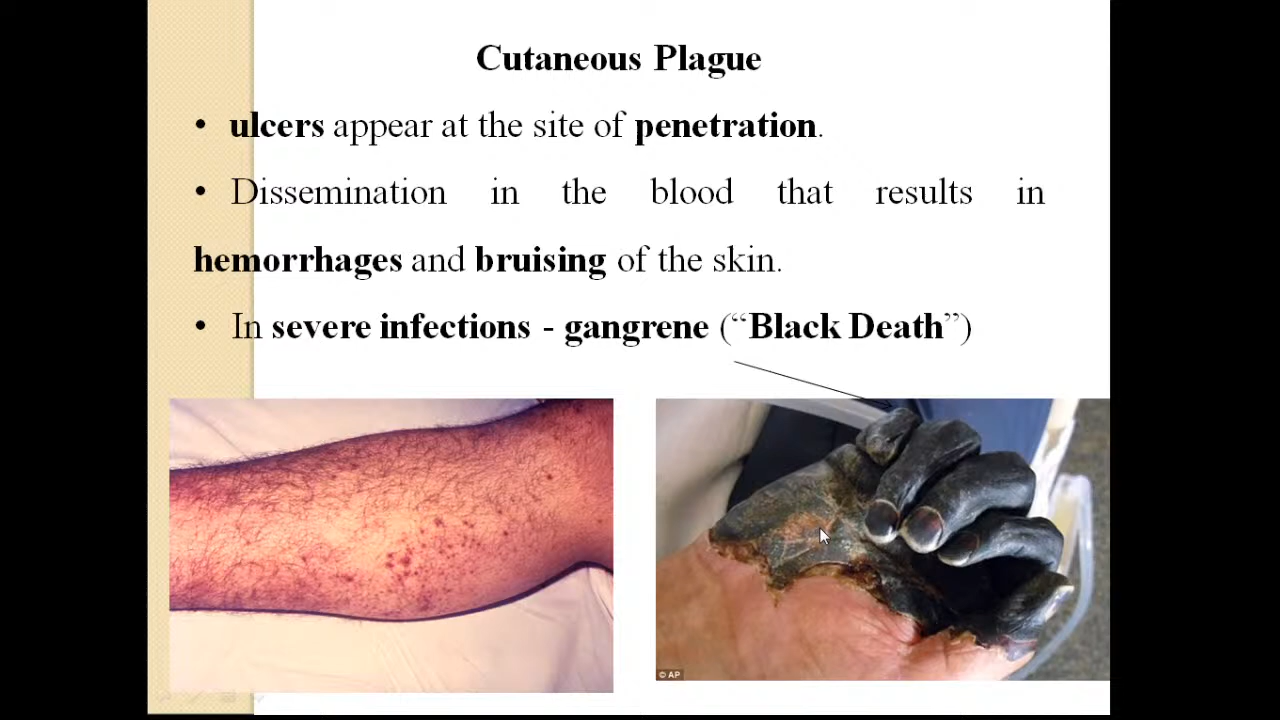 Cutaneous Plague
• ulcers appear at the site of penetration.
• Dissemination in the blood that results in
hemorrhages and bruising of the skin.
• In severe infections - gangrene (“Black Death”)
© AP